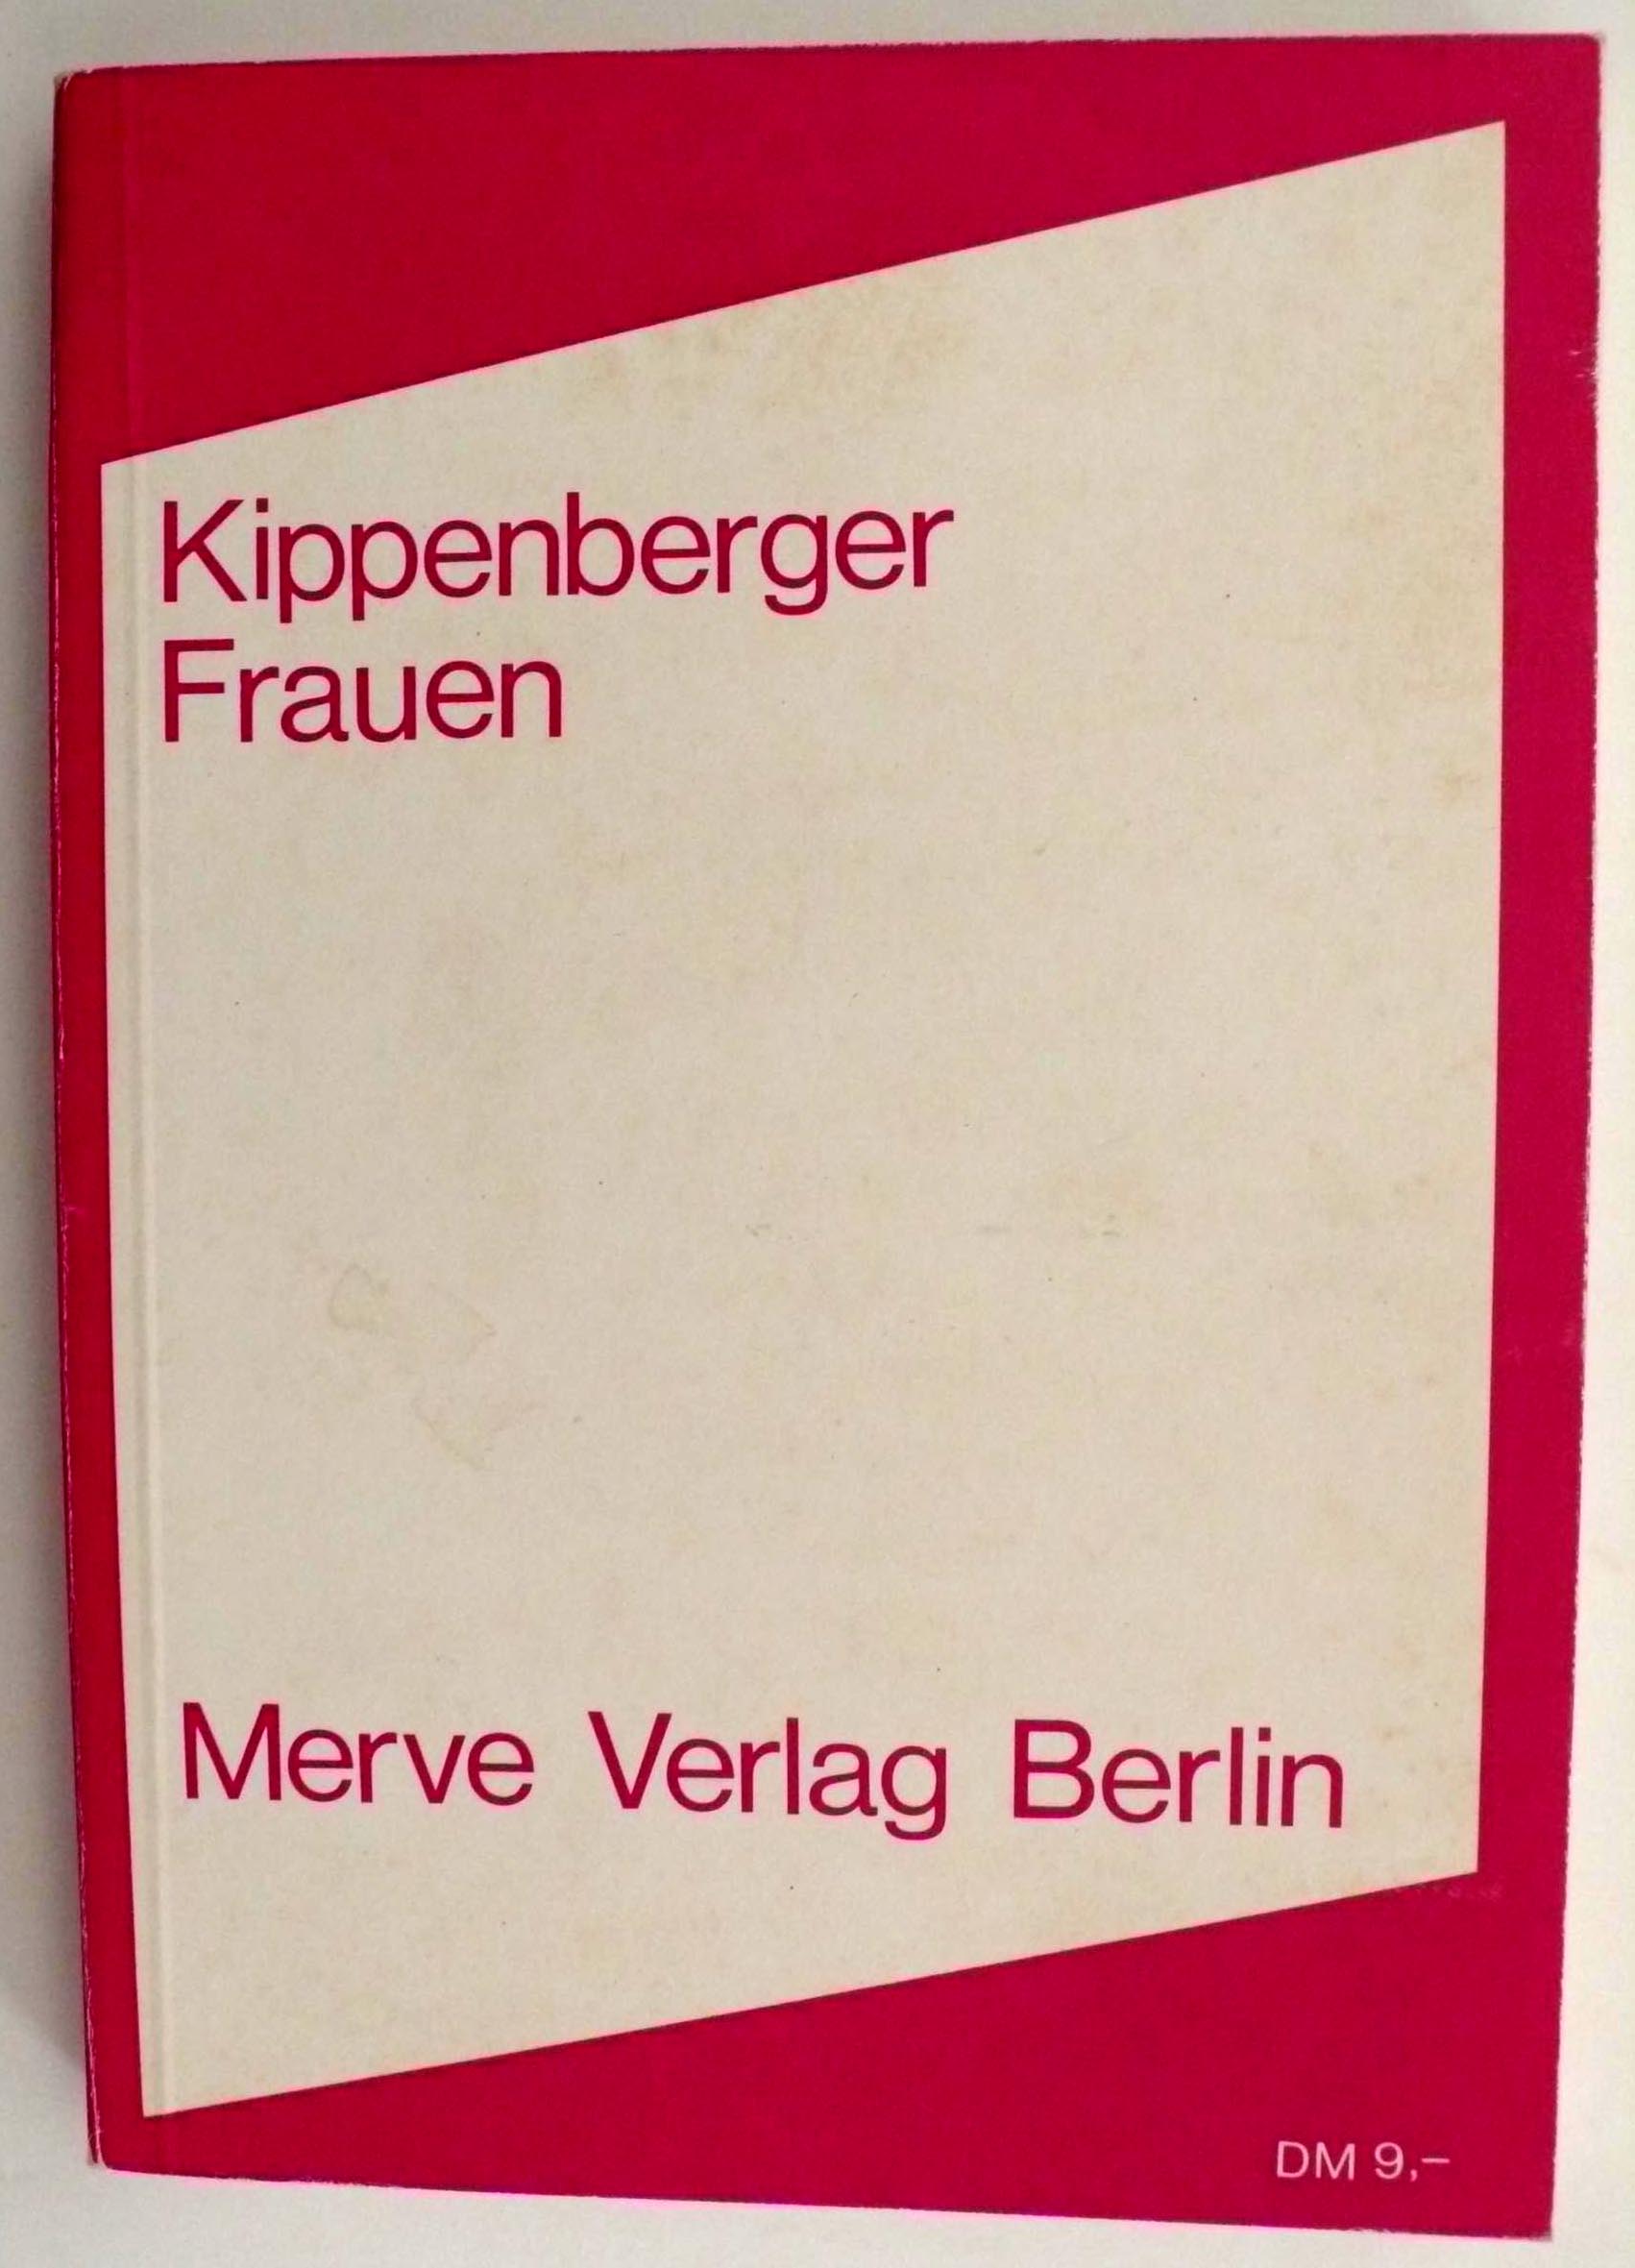 Kippenberger
Frauen
Merve Verlag Berlin
DM 9,–